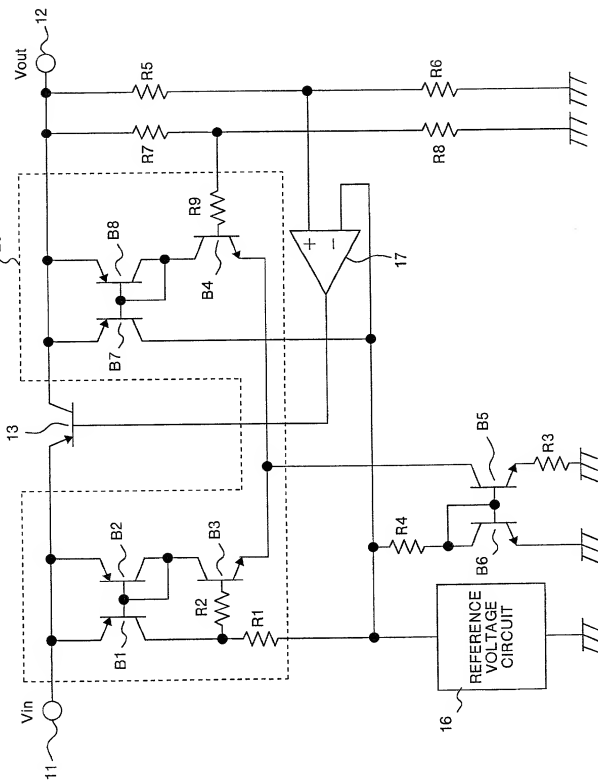 Vin
11
13
Vout
12
B1
B2
R2
B3
R1
B7
B8
R9
B4
R7
R5
R8
R6
+
−
17
R4
B6
B5
R3
16
REFERENCE
VOLTAGE
CIRCUIT